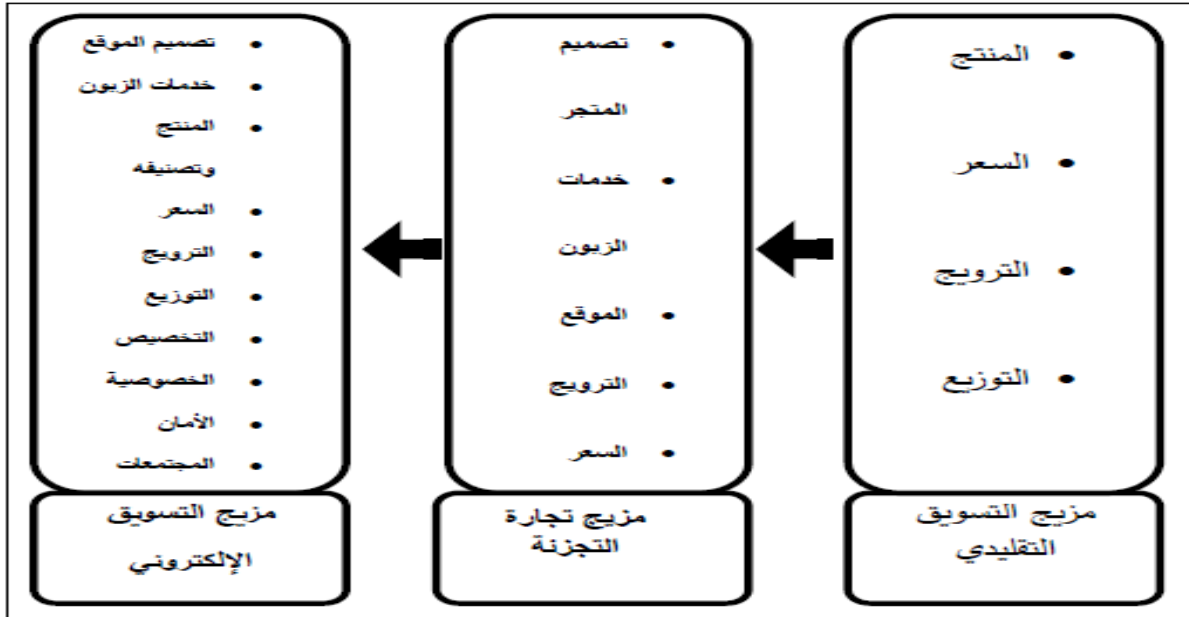 • المنتج
• السعر
• الترويج
• التوزيع
مزيج التسويق
التقليدي
• تصميم
المتجر
• خدمات
الزبون
• الموقع
• الترويج
• السعر
مزيج تجارة
التجزئة
• تصميم الموقع
• خدمات الزبون
• المنتج
وتصنيفه
• السعر
• الترويج
• التوزيع
• التخصيص
• الخصوصية
• الأمان
• المجتمعات
مزيج التسويق
الإلكتروني